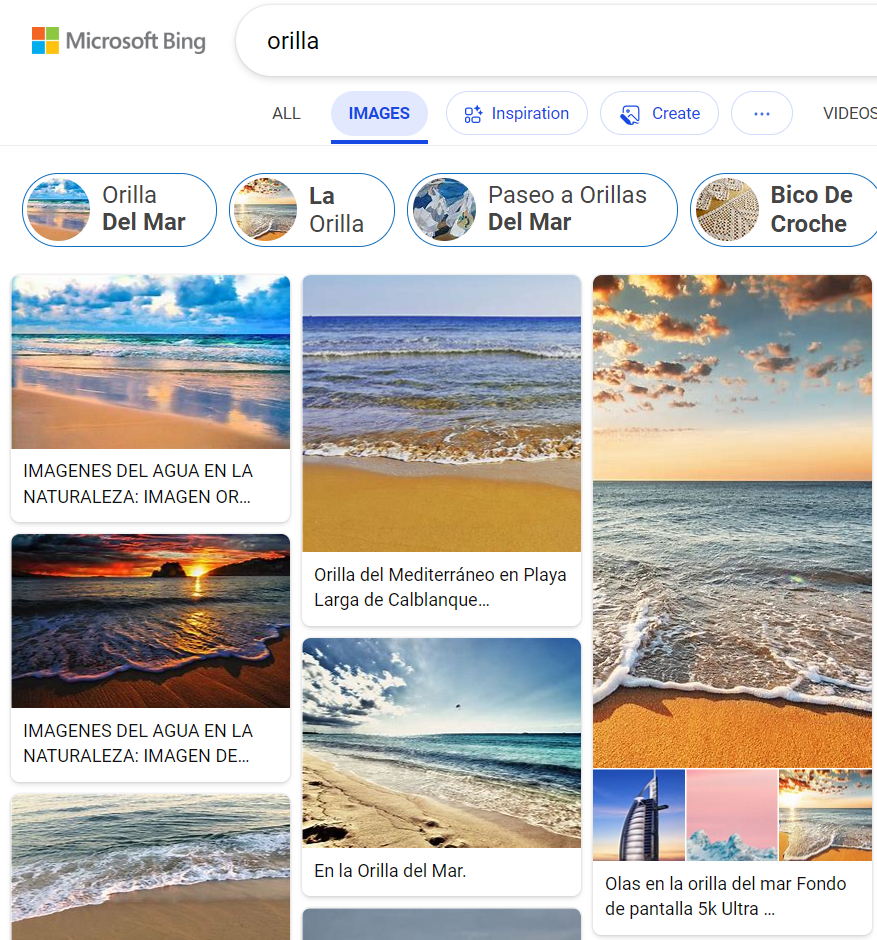 Microsoft Bing
orilla
ALL
IMAGES
Inspiration
Create
...
VIDEOS
Orilla
Del Mar
La
Orilla
Paseo a Orillas
Del Mar
Bico De
Croche
IMAGENES DEL AGUA EN LA
NATURALEZA: IMAGEN OR...
Orilla del Mediterráneo en Playa
Larga de Calblanque...
IMAGENES DEL AGUA EN LA
NATURALEZA: IMAGEN DE...
En la Orilla del Mar.
Olas en la orilla del mar Fondo
de pantalla 5k Ultra ...